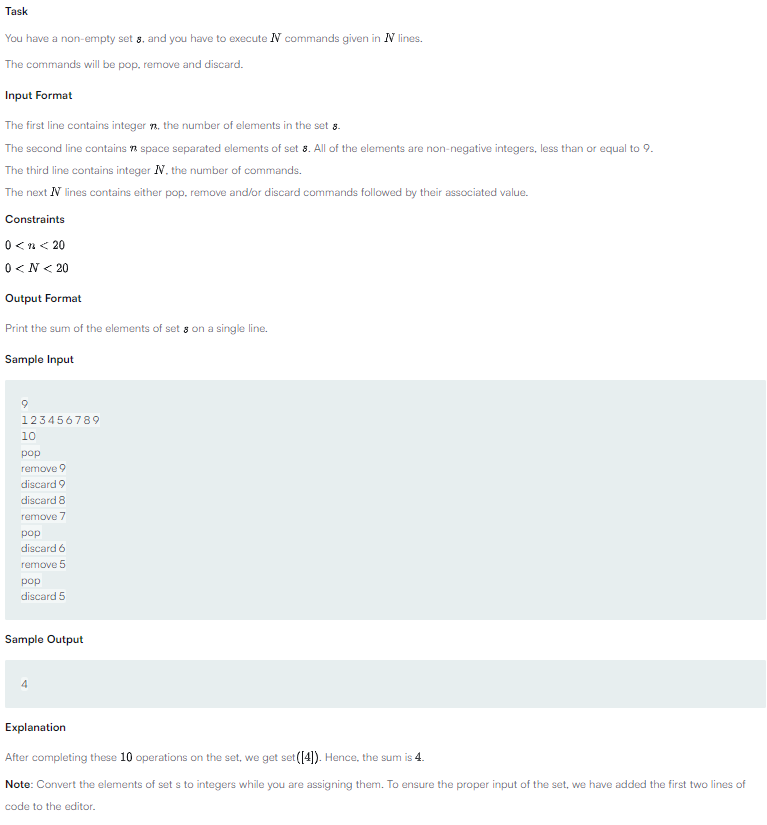 Task
You have a non-empty set s, and you have to execute N commands given in N lines.
The commands will be pop, remove and discard.
Input Format
The first line contains integer n, the number of elements in the set s.
The second line contains n space separated elements of set s. All of the elements are non-negative integers, less than or equal to 9.
The third line contains integer N, the number of commands.
The next N lines contains either pop, remove and/or discard commands followed by their associated value.
Constraints
0 < n < 20
0 < N < 20
Output Format
Print the sum of the elements of set s on a single line.
Sample Input
9
1 2 3 4 5 6 7 8 9
10
pop
remove 9
discard 9
discard 8
remove 7
pop
discard 6
remove 5
pop
discard 5
Sample Output
4
Explanation
After completing these 10 operations on the set, we get set([4]). Hence, the sum is 4.
Note: Convert the elements of set s to integers while you are assigning them. To ensure the proper input of the set, we have added the first two lines of
code to the editor.